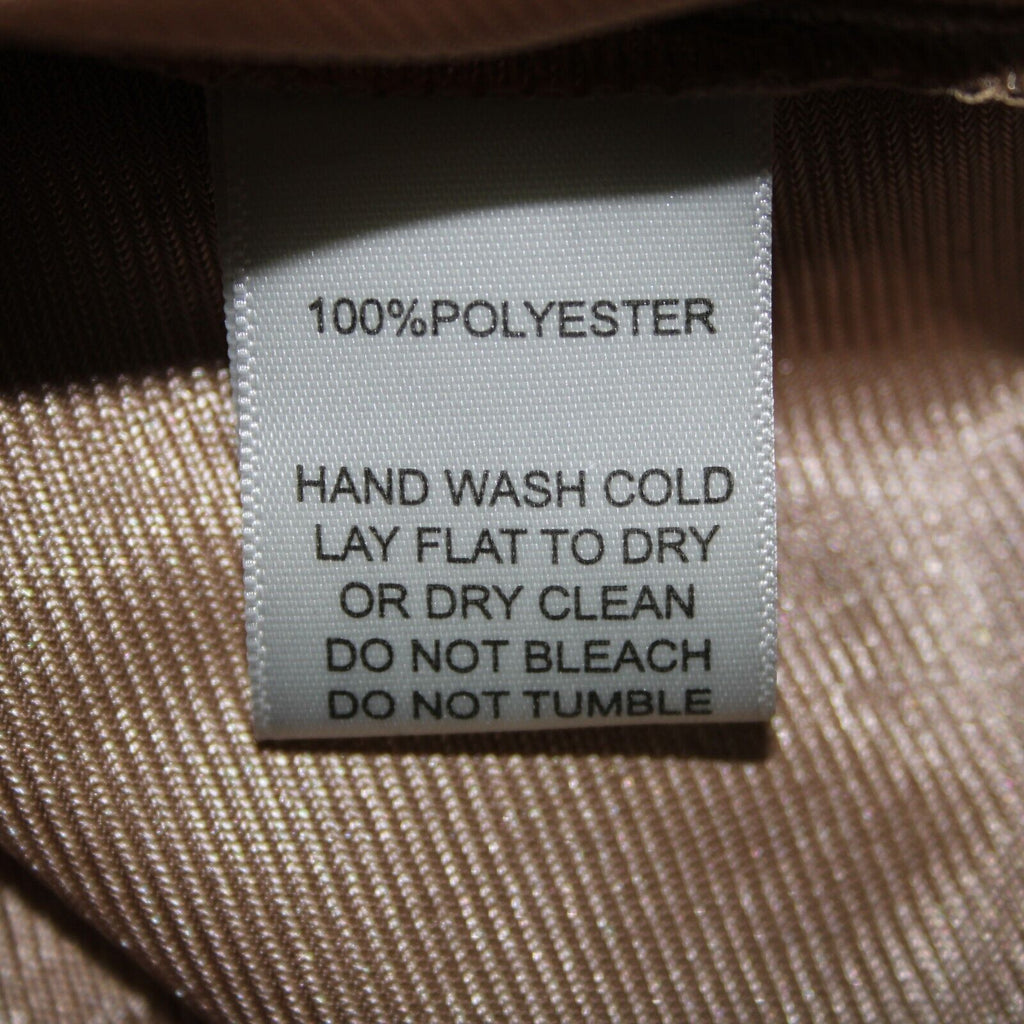 100%POLYESTER
HAND WASH COLD
LAY FLAT TO DRY
OR DRY CLEAN
DO NOT BLEACH
DO NOT TUMBLE